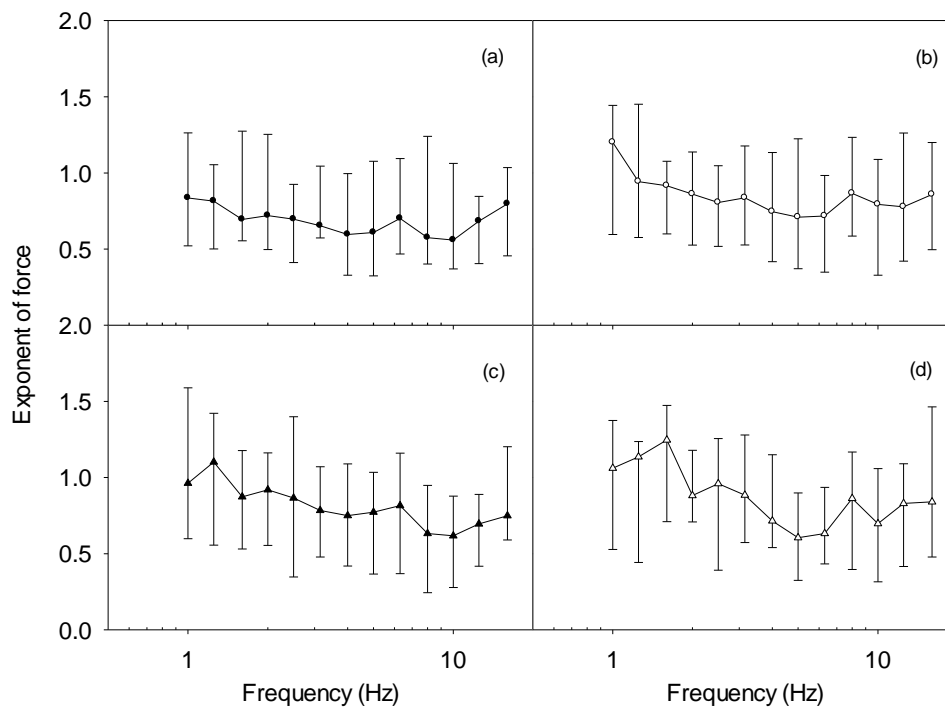 2.0
(a)
(b)
1.5
1.0
0.5
2.0
(c)
(d)
1.5
1.0
0.5
0.0
Exponent of force
1 10 1 10
Frequency (Hz) Frequency (Hz)